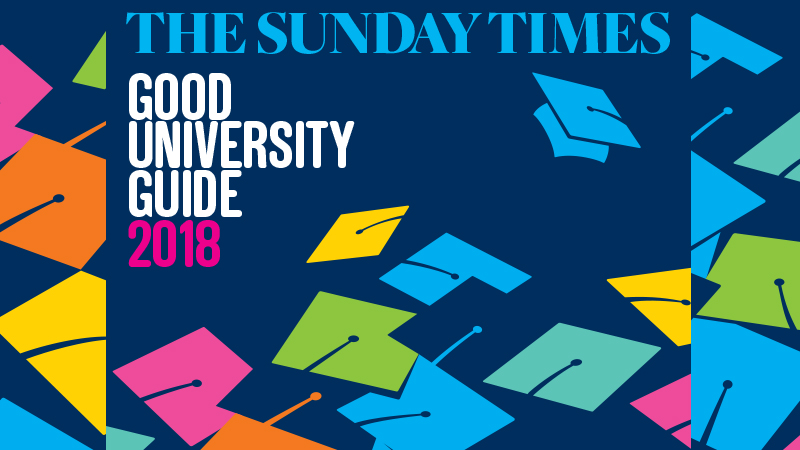 THE SUNDAY TIMES
GOOD
UNIVERSITY
GUIDE
2018